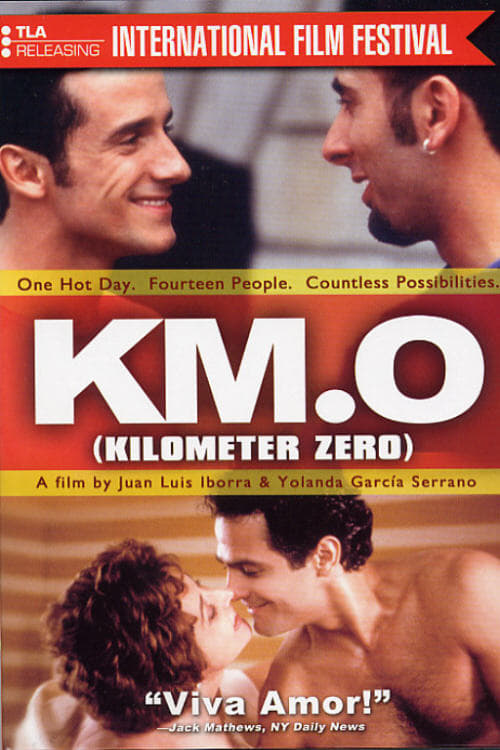 TLA
RELEASING
INTERNATIONAL FILM FESTIVAL
One Hot Day. Fourteen People. Countless Possibilities.
KM.O
(KILOMETER ZERO)
A film by Juan Luis Iborra & Yolanda García Serrano
“Viva Amor!”
—Jack Mathews, NY Daily News